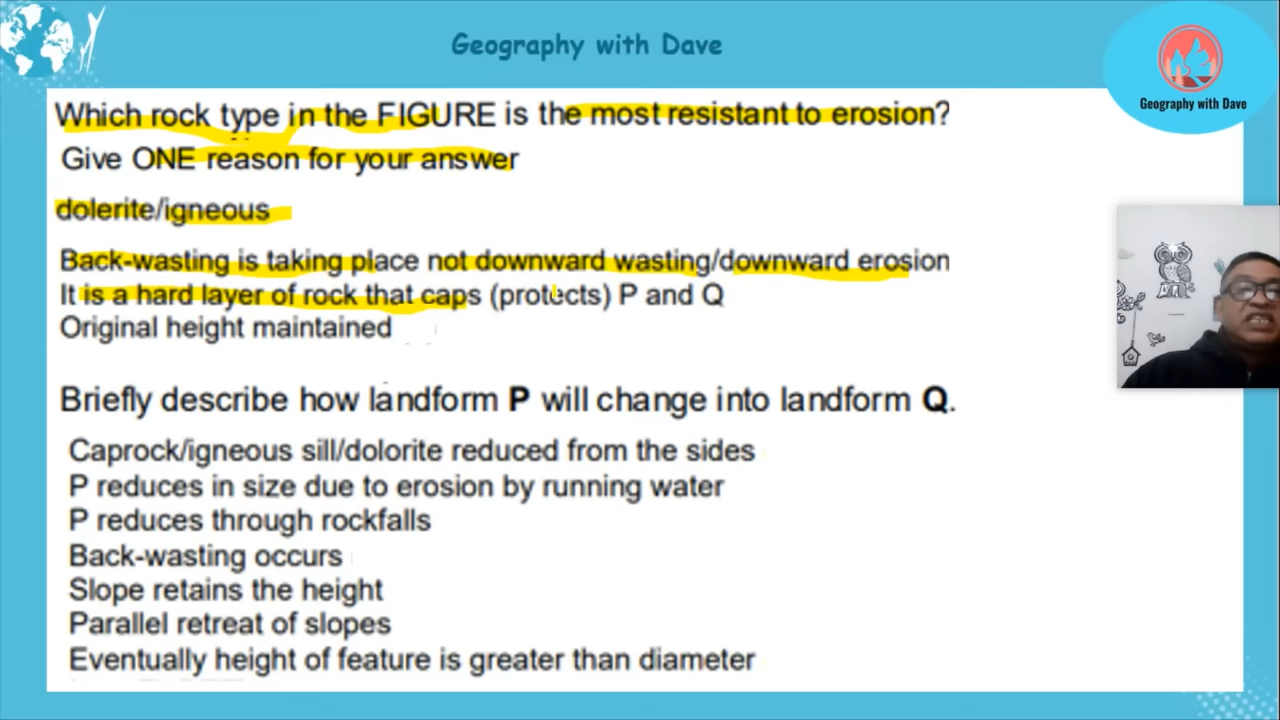 Geography with Dave
Geography with Dave
Which rock type in the FIGURE is the most resistant to erosion?
Give ONE reason for your answer
dolerite/igneous
Back-wasting is taking place not downward wasting/downward erosion
It is a hard layer of rock that caps (protects) P and Q
Original height maintained
Briefly describe how landform P will change into landform Q.
Caprock/igneous sill/dolorite reduced from the sides
P reduces in size due to erosion by running water
P reduces through rockfalls
Back-wasting occurs
Slope retains the height
Parallel retreat of slopes
Eventually height of feature is greater than diameter